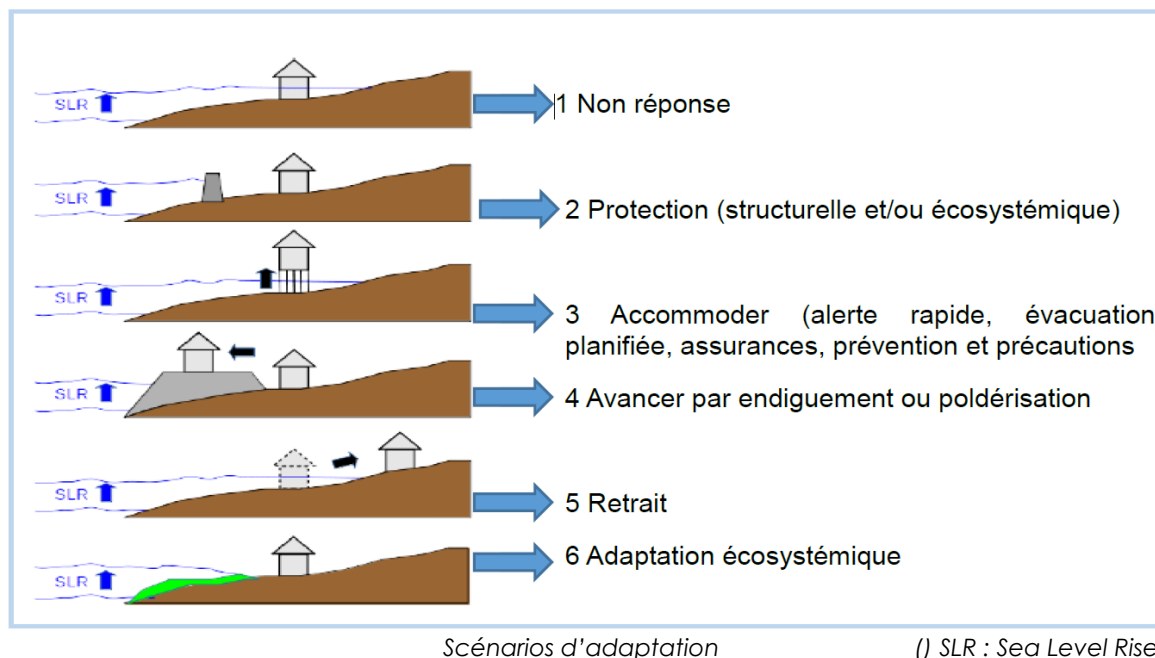 SLR
1 Non réponse
SLR
2 Protection (structurelle et/ou écosystémique)
SLR
3 Accommoder (alerte rapide, évacuation
planifiée, assurances, prévention et précautions
SLR
4 Avancer par endiguement ou poldérisation
SLR
5 Retrait
SLR
6 Adaptation écosystémique
Scénarios d'adaptation () SLR : Sea Level Rise